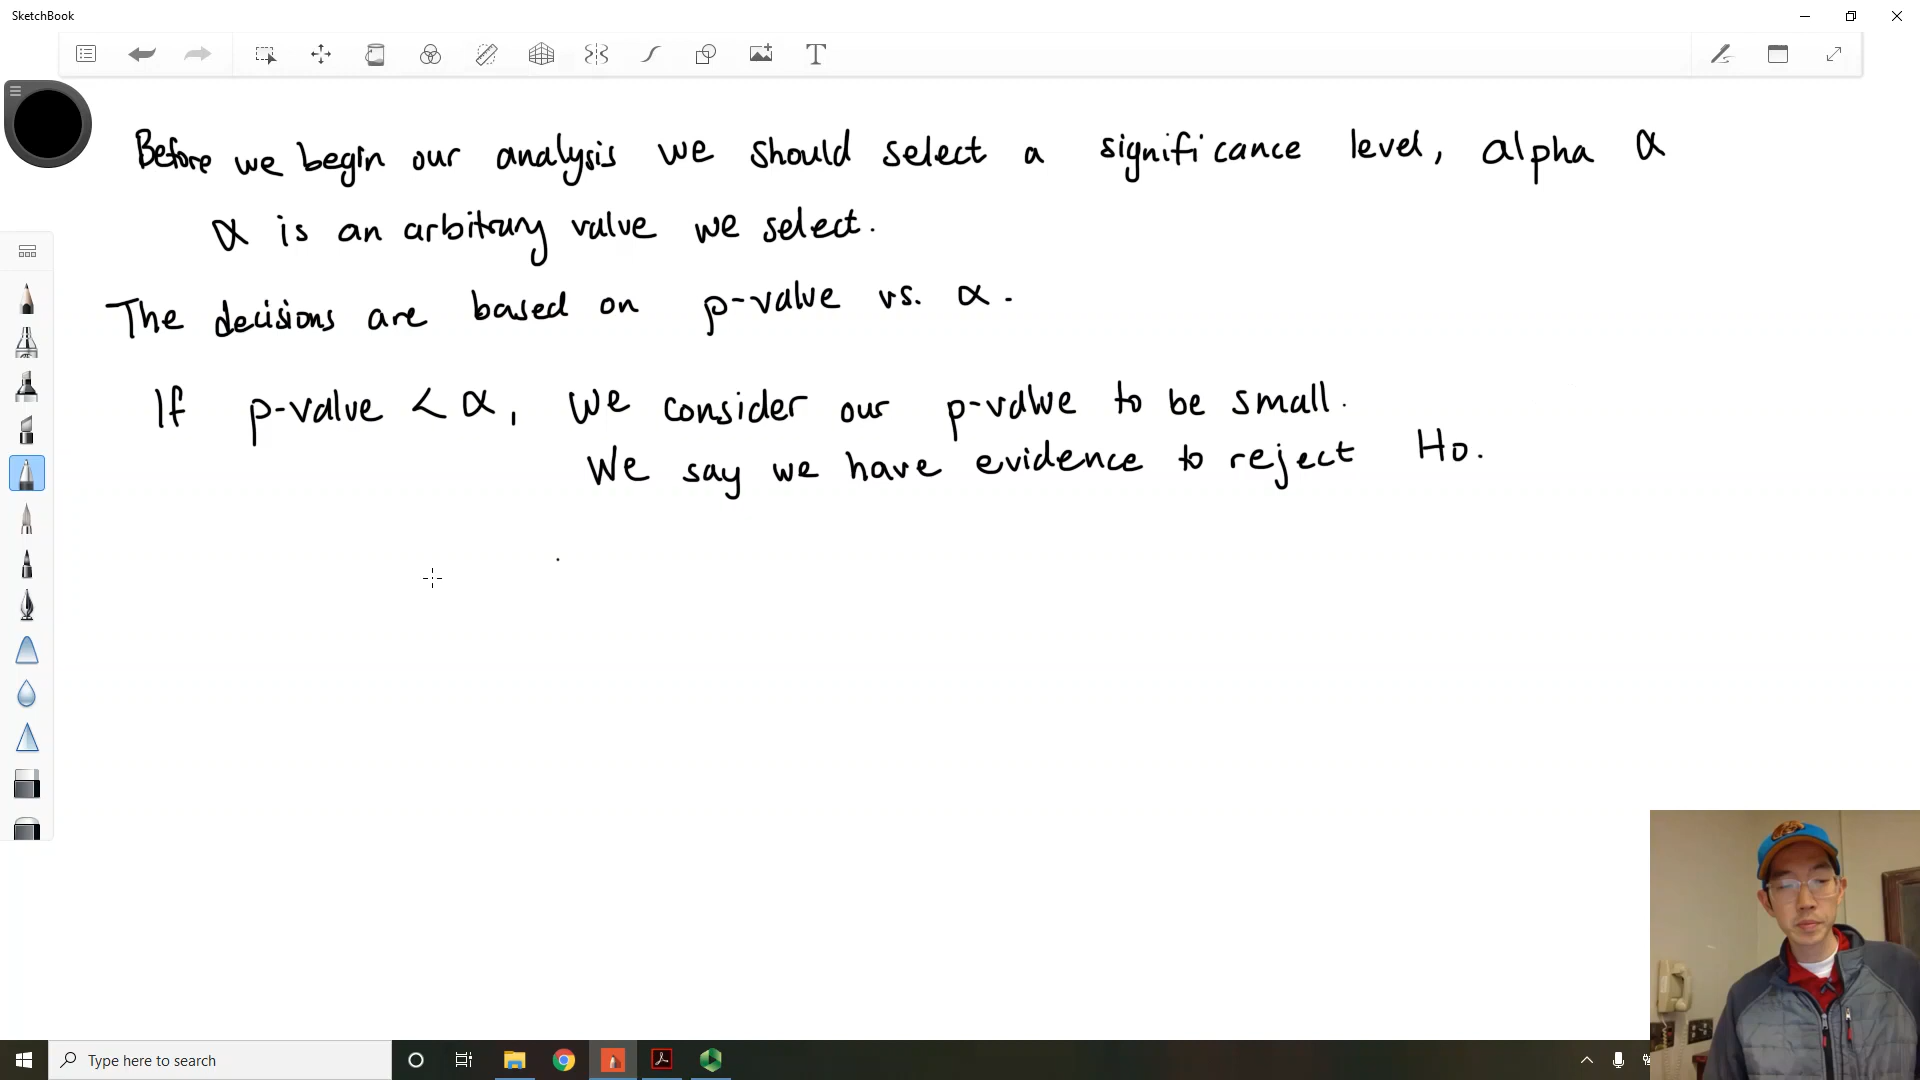 SketchBook
Before we begin our analysis we should select a significance level, alpha α
α is an arbitrary value we select.
The decisions are based on p-value vs. α.
If p-value < α, we consider our p-value to be small.
We say we have evidence to reject Ho.
Type here to search